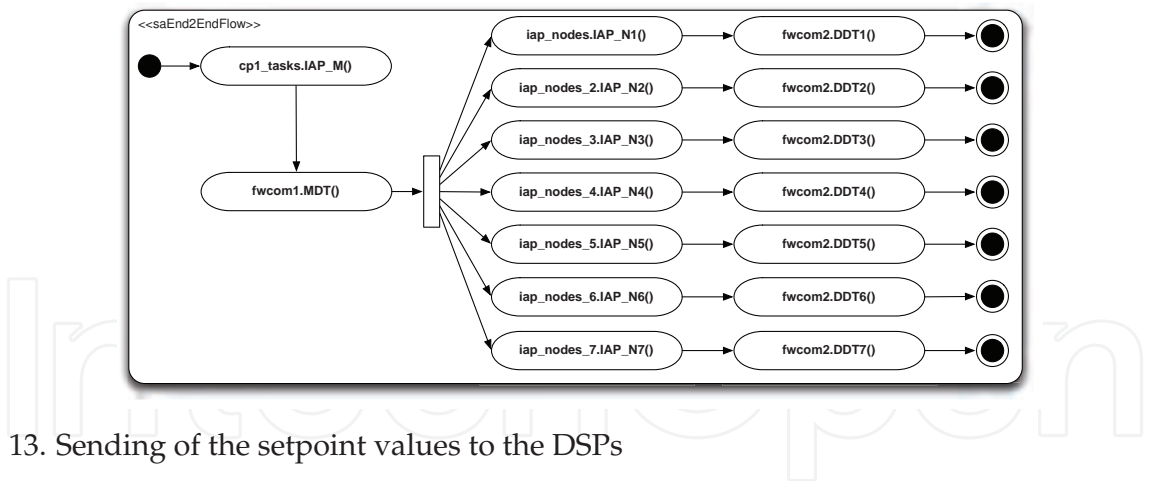 <<saEnd2EndFlow>>
cp1_tasks.IAP_M()
fwcom1.MDT()
iap_nodes.IAP_N1()
fwcom2.DDT1()
iap_nodes_2.IAP_N2()
fwcom2.DDT2()
iap_nodes_3.IAP_N3()
fwcom2.DDT3()
iap_nodes_4.IAP_N4()
fwcom2.DDT4()
iap_nodes_5.IAP_N5()
fwcom2.DDT5()
iap_nodes_6.IAP_N6()
fwcom2.DDT6()
iap_nodes_7.IAP_N7()
fwcom2.DDT7()
13. Sending of the setpoint values to the DSPs